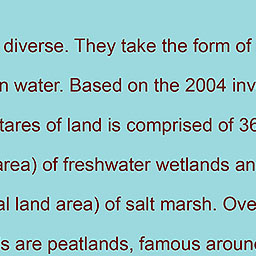 diverse. They take the form of
n water. Based on the 2004 inv
tares of land is comprised of 36
area) of freshwater wetlands an
al land area) of salt marsh. Ove
s are peatlands, famous aroun